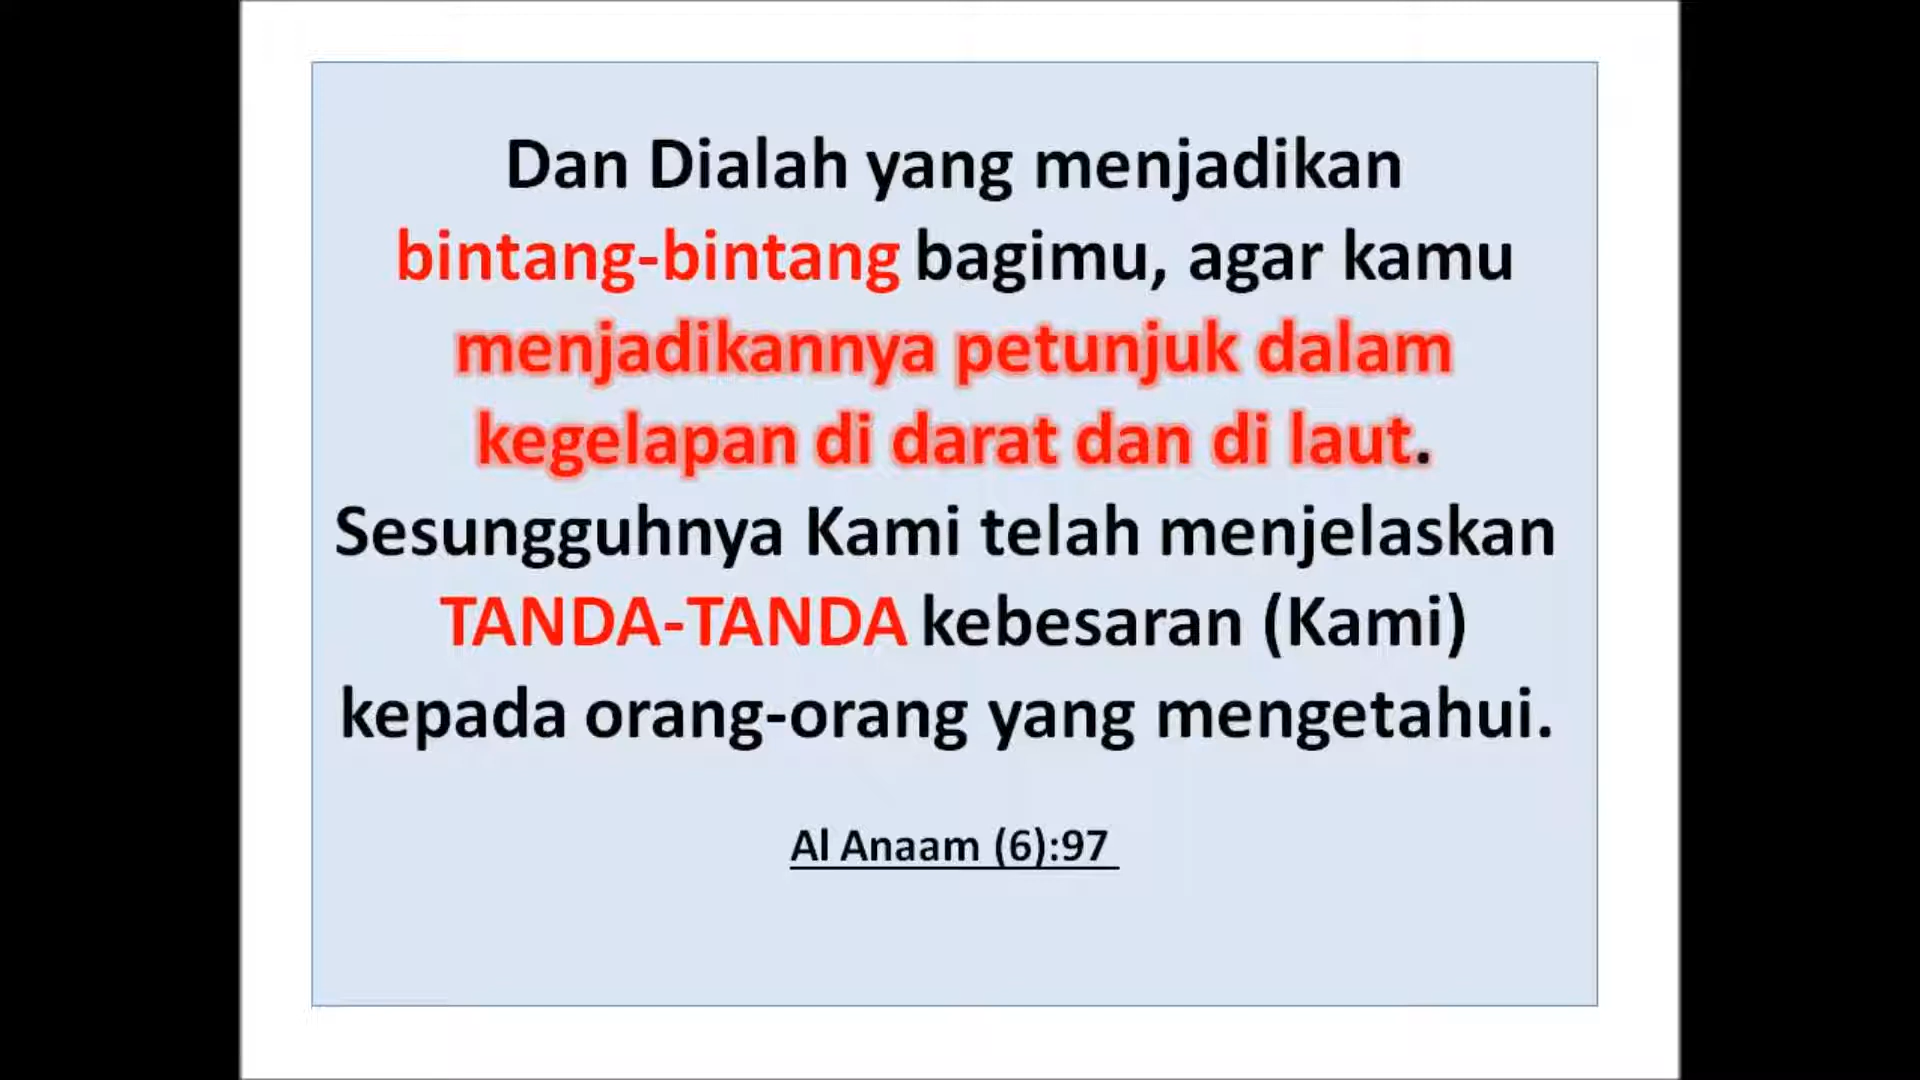 Dan Dialah yang menjadikan
bintang-bintang bagimu, agar kamu
menjadikannya petunjuk dalam
kegelapan di darat dan di laut.
Sesungguhnya Kami telah menjelaskan
TANDA-TANDA kebesaran (Kami)
kepada orang-orang yang mengetahui.
Al Anaam (6):97